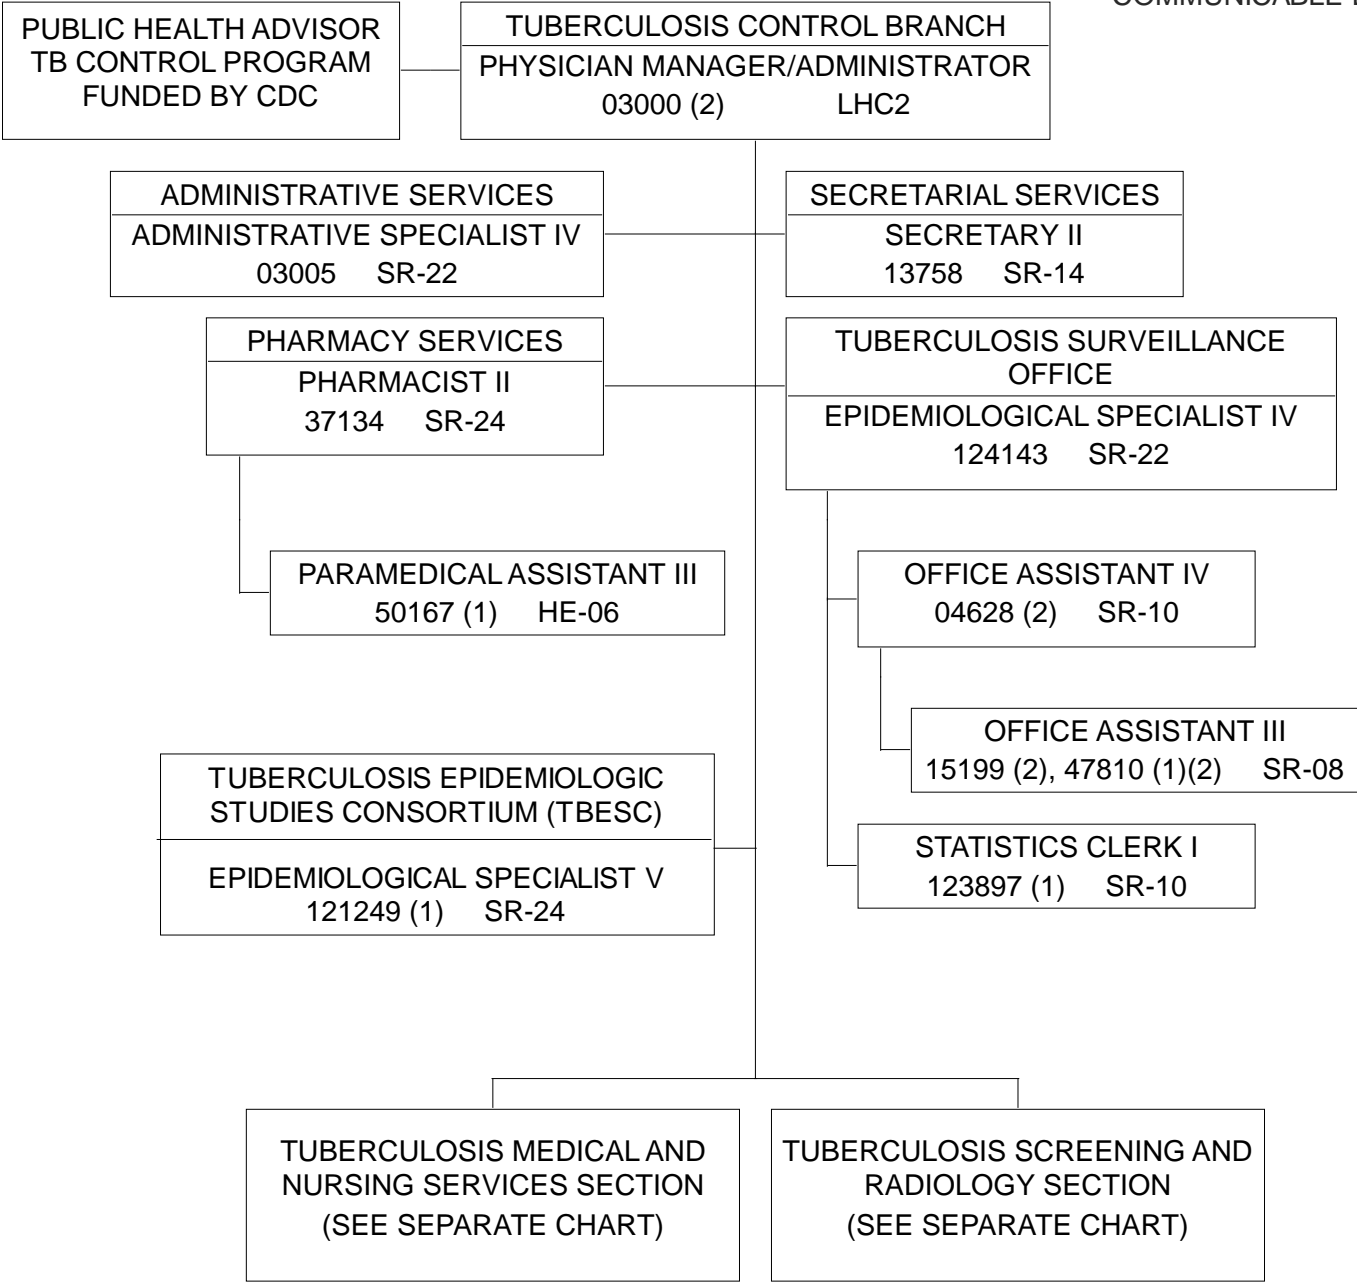 COMMUNICABLE
PUBLIC HEALTH ADVISOR
TB CONTROL PROGRAM
FUNDED BY CDC
TUBERCULOSIS CONTROL BRANCH
PHYSICIAN MANAGER/ADMINISTRATOR
03000 (2) LHC2
ADMINISTRATIVE SERVICES
ADMINISTRATIVE SPECIALIST IV
03005 SR-22
SECRETARIAL SERVICES
SECRETARY II
13758 SR-14
PHARMACY SERVICES
PHARMACIST II
37134 SR-24
TUBERCULOSIS SURVEILLANCE
OFFICE
EPIDEMIOLOGICAL SPECIALIST IV
124143 SR-22
PARAMEDICAL ASSISTANT III
50167 (1) HE-06
OFFICE ASSISTANT IV
04628 (2) SR-10
OFFICE ASSISTANT III
15199 (2), 47810 (1)(2) SR-08
TUBERCULOSIS EPIDEMIOLOGIC
STUDIES CONSORTIUM (TBESC)
EPIDEMIOLOGICAL SPECIALIST V
121249 (1) SR-24
STATISTICS CLERK I
123897 (1) SR-10
TUBERCULOSIS MEDICAL AND
NURSING SERVICES SECTION
(SEE SEPARATE CHART)
TUBERCULOSIS SCREENING AND
RADIOLOGY SECTION
(SEE SEPARATE CHART)